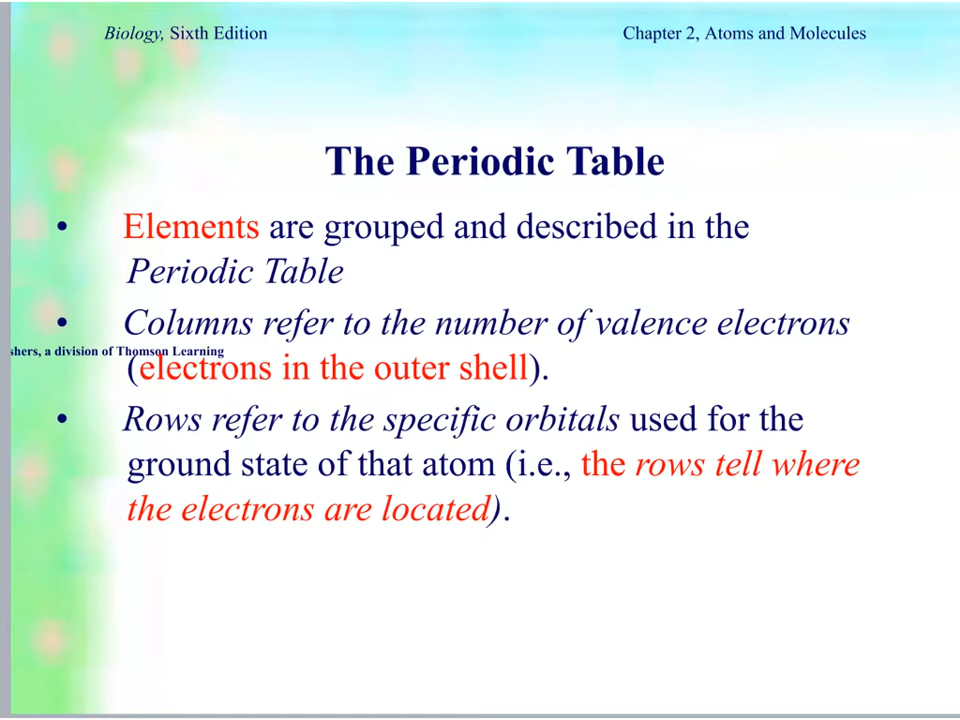 Biology, Sixth Edition
Chapter 2, Atoms and Molecules
The Periodic Table
• Elements are grouped and described in the
Periodic Table
• Columns refer to the number of valence electrons
shers, a division of Thomson Learning
(electrons in the outer shell).
• Rows refer to the specific orbitals used for the
ground state of that atom (i.e., the rows tell where
the electrons are located).